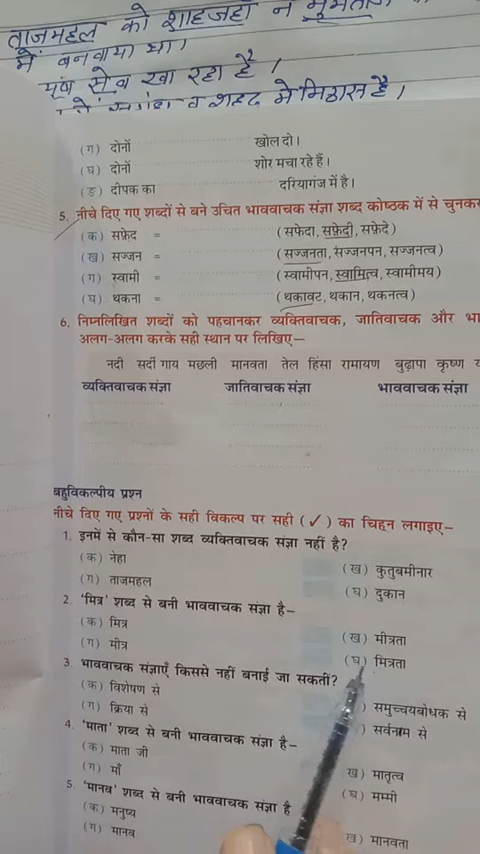 ताजमहल को शाहजहाँ ने मुमताज
में बनवाया था।
सेब खा रहा है।
व शहद में मिठास है।
(ग) दोनों खोल दो।
(घ) दोनों शोर मचा रहे हैं।
(ङ) दीपक का दरियागंज में है।
5. नीचे दिए गए शब्दों से बने उचित भाववाचक संज्ञा शब्द कोष्ठक में से चुनकर
(क) सफ़ेद = (सफेदा, सफ़ेदी, सफ़ेदे)
(ख) सज्जन = (सज्जनता, सज्जनपन, सज्जनत्व)
(ग) स्वामी = (स्वामीपन, स्वामित्व, स्वामीमय)
(घ) थकना = (थकावट, थकान, थकनत्व)
6. निम्नलिखित शब्दों को पहचानकर व्यक्तिवाचक, जातिवाचक और
अलग-अलग करके सही स्थान पर लिखिए—
नदी सर्दी गाय मछली मानवता तेल हिंसा रामायण बुढ़ापा कृष्ण
व्यक्तिवाचक संज्ञा जातिवाचक संज्ञा भाववाचक संज्ञा
बहुविकल्पीय प्रश्न
नीचे दिए गए प्रश्नों के सही विकल्प पर सही (✓) का चिह्न लगाइए—
1. इनमें से कौन-सा शब्द व्यक्तिवाचक संज्ञा नहीं है?
(क) नेहा (ख) कुतुबमीनार
(ग) ताजमहल (घ) दुकान
2. 'मित्र' शब्द से बनी भाववाचक संज्ञा है–
(क) मित्र (ख) मीत्रता
(ग) मीत्र (घ) मित्रता
3. भाववाचक संज्ञाएँ किससे नहीं बनाई जा सकतीं?
(क) विशेषण से ) समुच्चयबोधक से
(ग) क्रिया से ) सर्वनाम से
4. 'माता' शब्द से बनी भाववाचक संज्ञा है–
(क) माता जी (ख) मातृत्व
(ग) माँ (घ) मम्मी
5. 'मानव' शब्द से बनी भाववाचक संज्ञा है
(क) मनुष्य (ख) मानवता
(ग) मानव